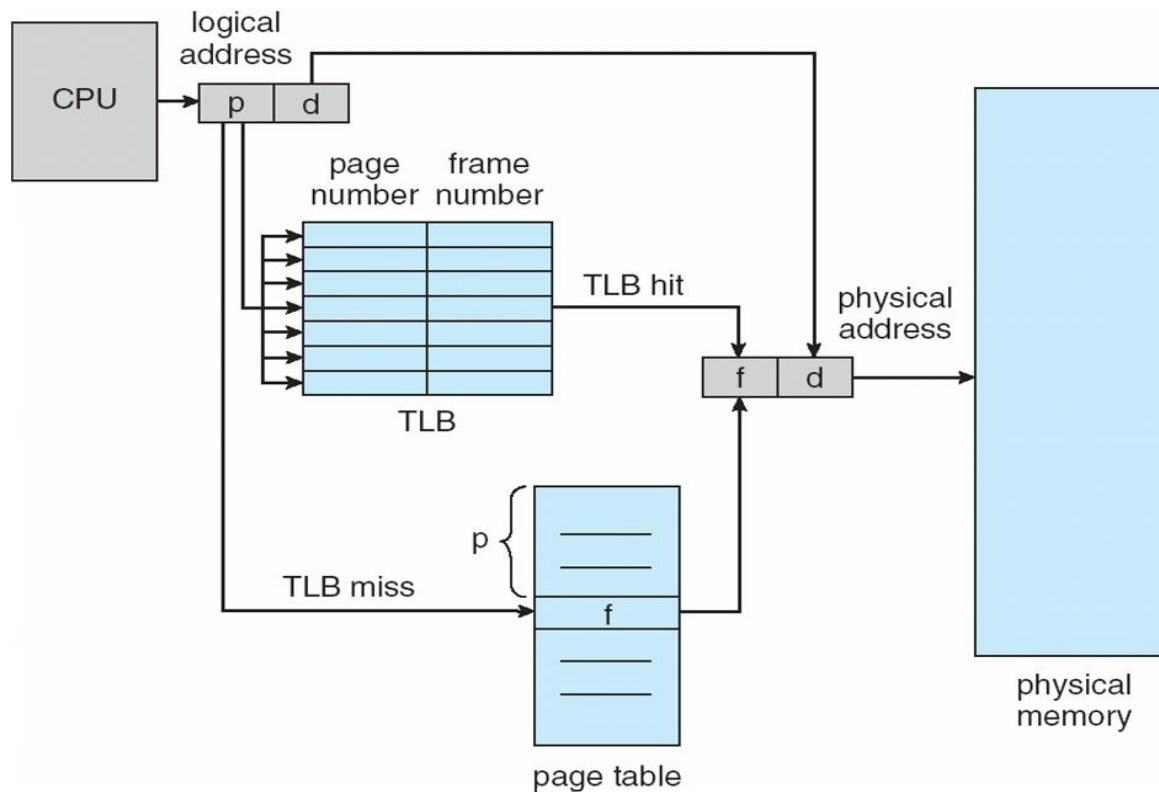 logical
address
CPU
p
d
page
number
frame
number
TLB hit
TLB
physical
address
f
d
p
TLB miss
f
page table
physical
memory